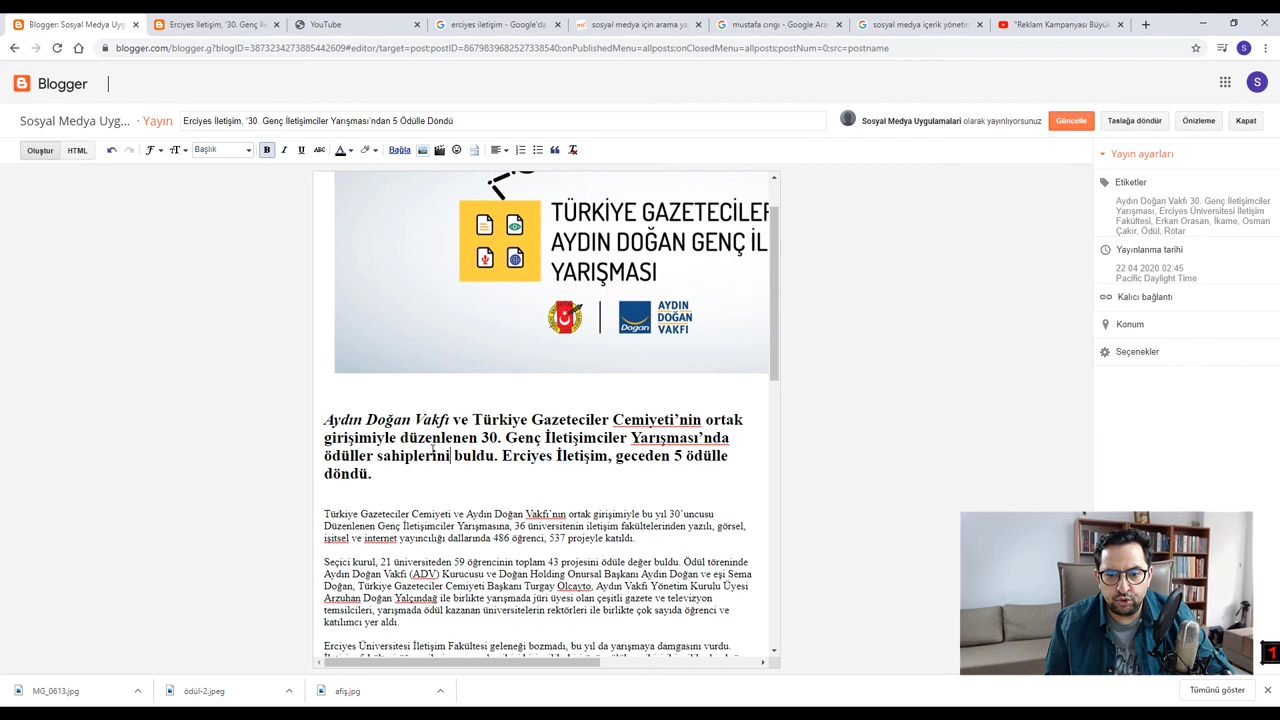 Blogger: Sosyal Medya Uyg
Erciyes İletişim, '30. Genç İle
YouTube
erciyes iletişim - Google'da
sosyal medya için arama ya
mustafa cıngı - Google Ara
sosyal medya içerik yönetim
"Reklam Kampanyası Büyük
blogger.com/blogger.g?blogID=3873234273885442609#editor/target=post;postID=8679839682527338540;onPublishedMenu=allposts;onClosedMenu=allposts;postNum=0;src=postname
S
Blogger
S
Sosyal Medya Uyg... · Yayın
Erciyes İletişim, '30. Genç İletişimciler Yarışması'ndan 5 Ödülle Döndü
Sosyal Medya Uygulamalari olarak yayınlıyorsunuz
Güncelle
Taslağa döndür
Önizleme
Kapat
Oluştur
HTML
Başlık
B I U ABC
A
Bağla
Yayın ayarları
Etiketler
Aydın Doğan Vakfı 30. Genç İletişimciler
Yarışması, Erciyes Üniversitesi İletişim
Fakültesi, Erkan Orasan, İkame, Osman
Çakır, Ödül, Rötar
Yayınlanma tarihi
22 04 2020 02:45
Pacific Daylight Time
Kalıcı bağlantı
Konum
Seçenekler
TÜRKİYE GAZETECİLER
AYDIN DOĞAN GENÇ İL
YARIŞMASI
Doğan
AYDIN
DOĞAN
VAKFI
Aydın Doğan Vakfı ve Türkiye Gazeteciler Cemiyeti'nin ortak
girişimiyle düzenlenen 30. Genç İletişimciler Yarışması'nda
ödüller sahiplerini buldu. Erciyes İletişim, geceden 5 ödülle
döndü.
Türkiye Gazeteciler Cemiyeti ve Aydın Doğan Vakfı'nın ortak girişimiyle bu yıl 30'uncusu
Düzenlenen Genç İletişimciler Yarışmasına, 36 üniversitenin iletişim fakültelerinden yazılı, görsel,
işitsel ve internet yayıncılığı dallarında 486 öğrenci, 537 projeyle katıldı.
Seçici kurul, 21 üniversiteden 59 öğrencinin toplam 43 projesini ödüle değer buldu. Ödül töreninde
Aydın Doğan Vakfı (ADV) Kurucusu ve Doğan Holding Onursal Başkanı Aydın Doğan ve eşi Sema
Doğan, Türkiye Gazeteciler Cemiyeti Başkanı Turgay Olcayto, Aydın Vakfı Yönetim Kurulu Üyesi
Arzuhan Doğan Yalçındağ ile birlikte yarışmada jüri üyesi olan çeşitli gazete ve televizyon
temsilcileri, yarışmada ödül kazanan üniversitelerin rektörleri ile birlikte çok sayıda öğrenci ve
katılımcı yer aldı.
Erciyes Üniversitesi İletişim Fakültesi geleneği bozmadı, bu yıl da yarışmaya damgasını vurdu.
MG_0613.jpg
ödül-2.jpeg
afiş.jpg
Tümünü göster
1